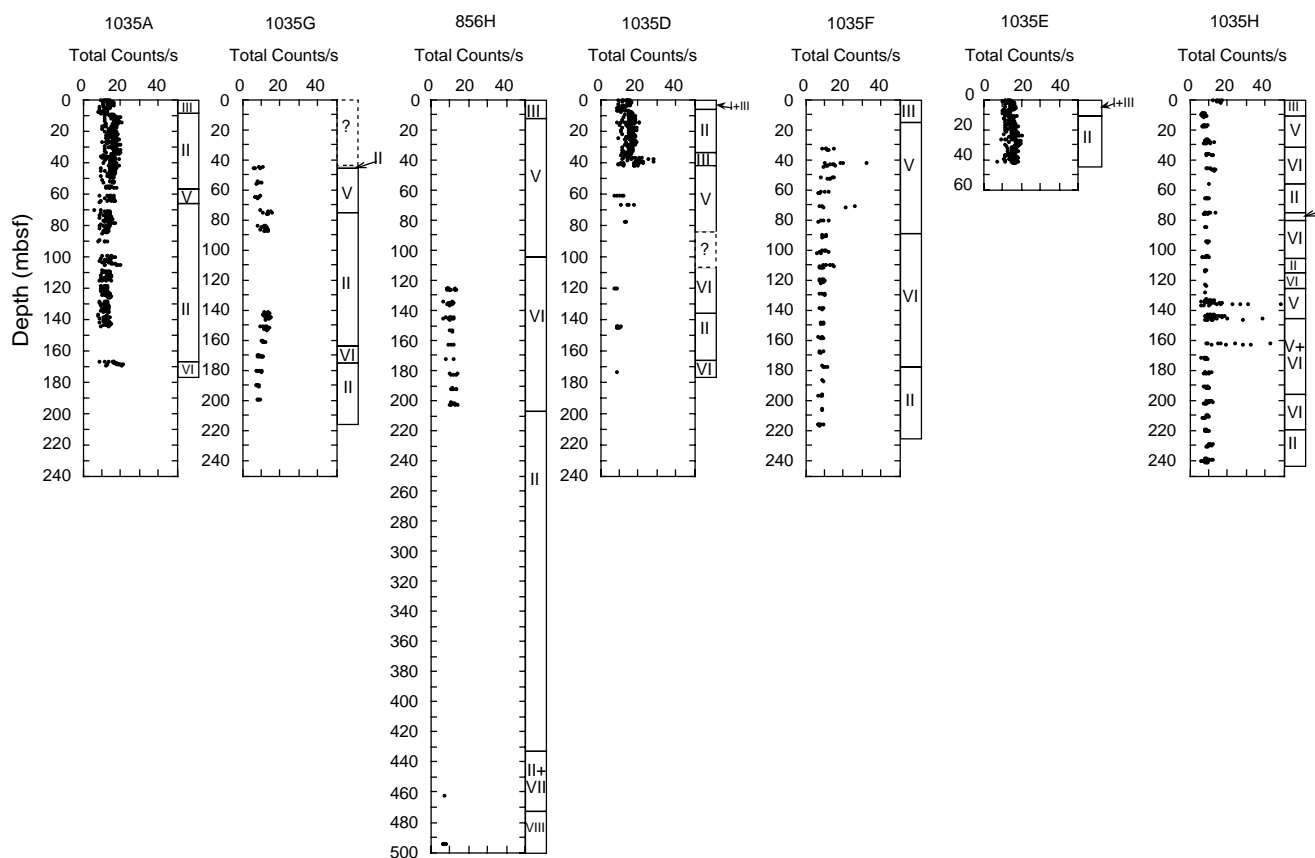 1035A 1035G 856H 1035D 1035F 1035E 1035H
Total Counts/s Total Counts/s Total Counts/s Total Counts/s Total Counts/s Total Counts/s Total Counts/s
0 20 40 0 20 40 0 20 40 0 20 40 0 20 40 0 20 40 0 20 40
Depth (mbsf)
0
20
40
60
80
100
120
140
160
180
200
220
240
III
II
V
II
VI
0
20
40
60
80
100
120
140
160
180
200
220
240
?
II
V
II
VI
II
0
20
40
60
80
100
120
140
160
180
200
220
240
260
280
300
320
340
360
380
400
420
440
460
480
500
III
V
VI
II
II+
VII
VIII
0
20
40
60
80
100
120
140
160
180
200
220
240
I+III
II
III
V
?
VI
II
VI
0
20
40
60
80
100
120
140
160
180
200
220
240
III
V
VI
II
0
20
40
60
I+III
II
0
20
40
60
80
100
120
140
160
180
200
220
240
III
V
VI
II
VI
II
VI
V
V+
VI
VI
II